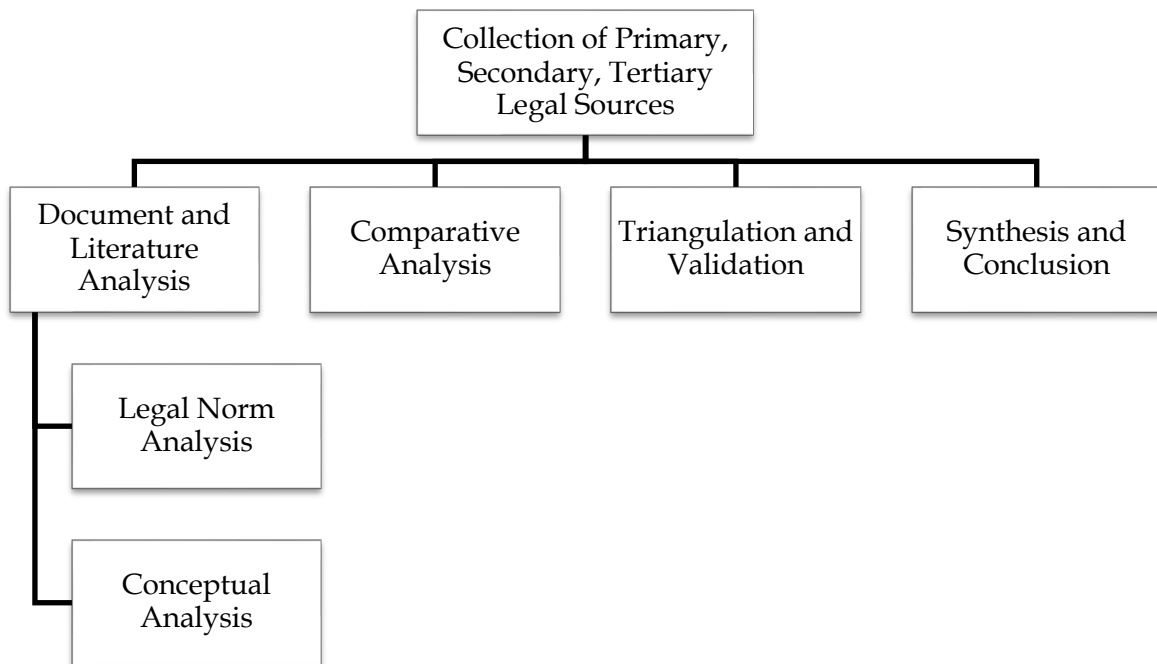 Collection of Primary,
Secondary, Tertiary
Legal Sources
Document and
Literature
Analysis
Comparative
Analysis
Triangulation and
Validation
Synthesis and
Conclusion
Legal Norm
Analysis
Conceptual
Analysis